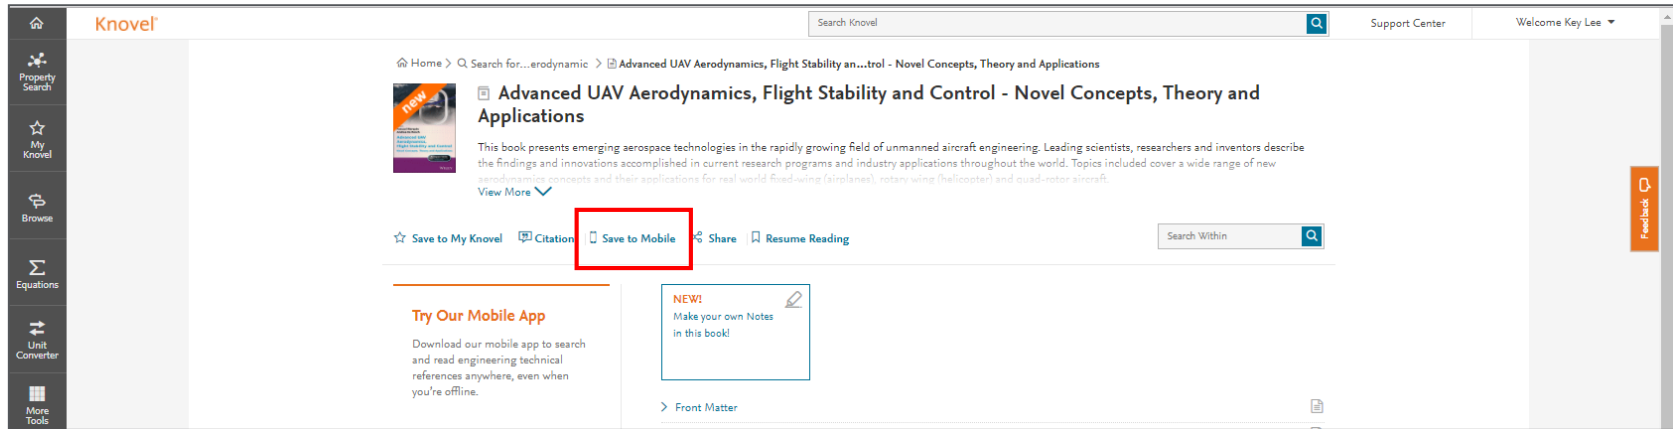 Knovel
Search Knovel
Support Center
Welcome Key Lee
Property
Search
My
Knovel
Browse
Equations
Unit
Converter
More
Tools
Home > Search for...erodynamic > Advanced UAV Aerodynamics, Flight Stability an...trol - Novel Concepts, Theory and Applications
new
Advanced UAV Aerodynamics, Flight Stability and Control - Novel Concepts, Theory and
Applications
This book presents emerging aerospace technologies in the rapidly growing field of unmanned aircraft engineering. Leading scientists, researchers and inventors describe
the findings and innovations accomplished in current research programs and industry applications throughout the world. Topics included cover a wide range of new
aerodynamics concepts and their applications for real world fixed-wing (airplanes), rotary wing (helicopter) and quad-rotor aircraft.
View More
Save to My Knovel Citation Save to Mobile Share Resume Reading
Search Within
Feedback
Try Our Mobile App
Download our mobile app to search
and read engineering technical
references anywhere, even when
you're offline.
NEW!
Make your own Notes
in this book!
> Front Matter